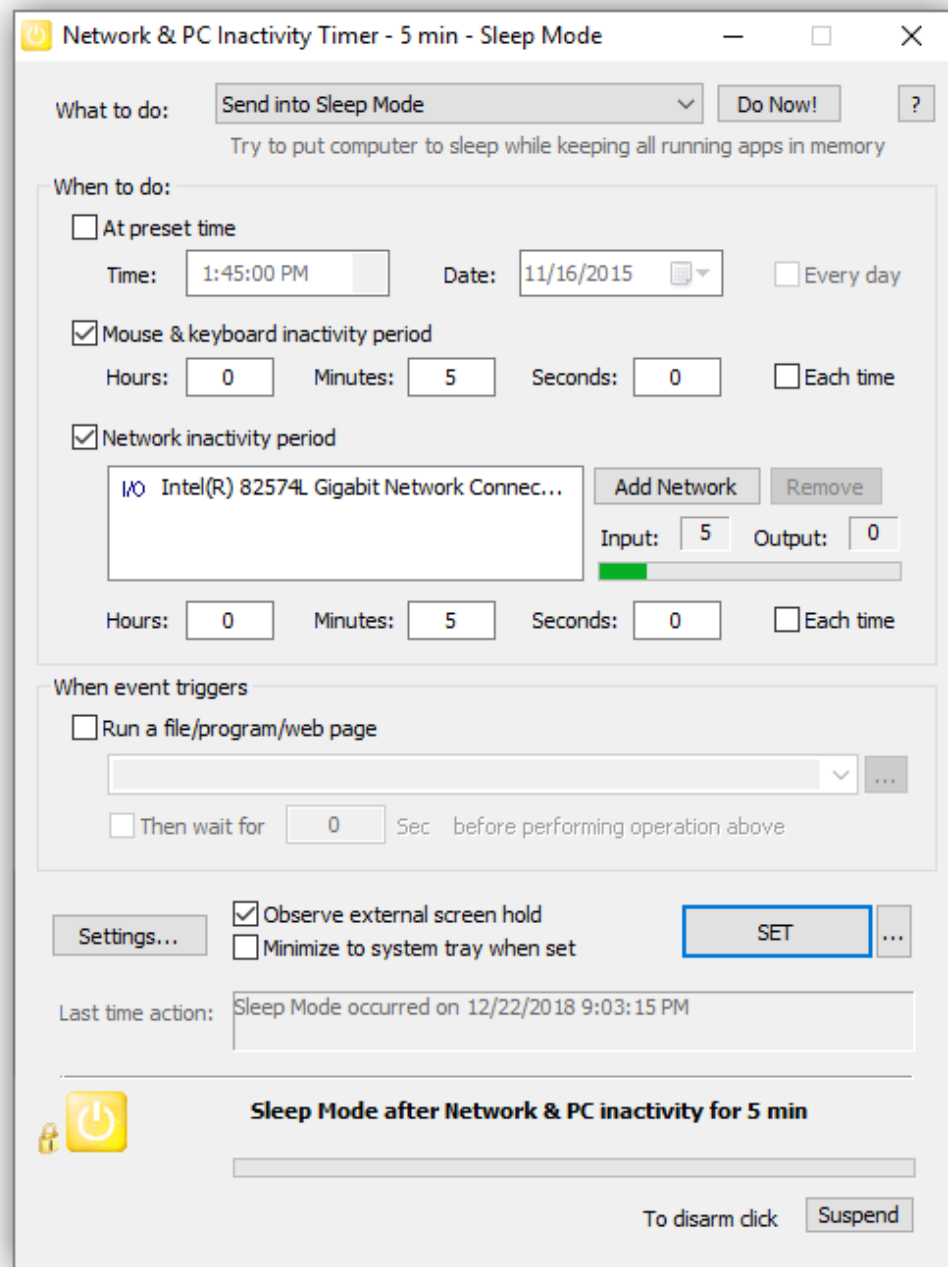 Network & PC Inactivity Timer - 5 min - Sleep Mode
What to do: Send into Sleep Mode Do Now! ?
Try to put computer to sleep while keeping all running apps in memory
When to do:
At preset time
Time: 1:45:00 PM Date: 11/16/2015 Every day
Mouse & keyboard inactivity period
Hours: 0 Minutes: 5 Seconds: 0 Each time
Network inactivity period
I/O Intel(R) 82574L Gigabit Network Connec... Add Network Remove
Input: 5 Output: 0
Hours: 0 Minutes: 5 Seconds: 0 Each time
When event triggers
Run a file/program/web page
...
Then wait for 0 Sec before performing operation above
Settings... Observe external screen hold SET ...
Minimize to system tray when set
Last time action: Sleep Mode occurred on 12/22/2018 9:03:15 PM
Sleep Mode after Network & PC inactivity for 5 min
To disarm click Suspend